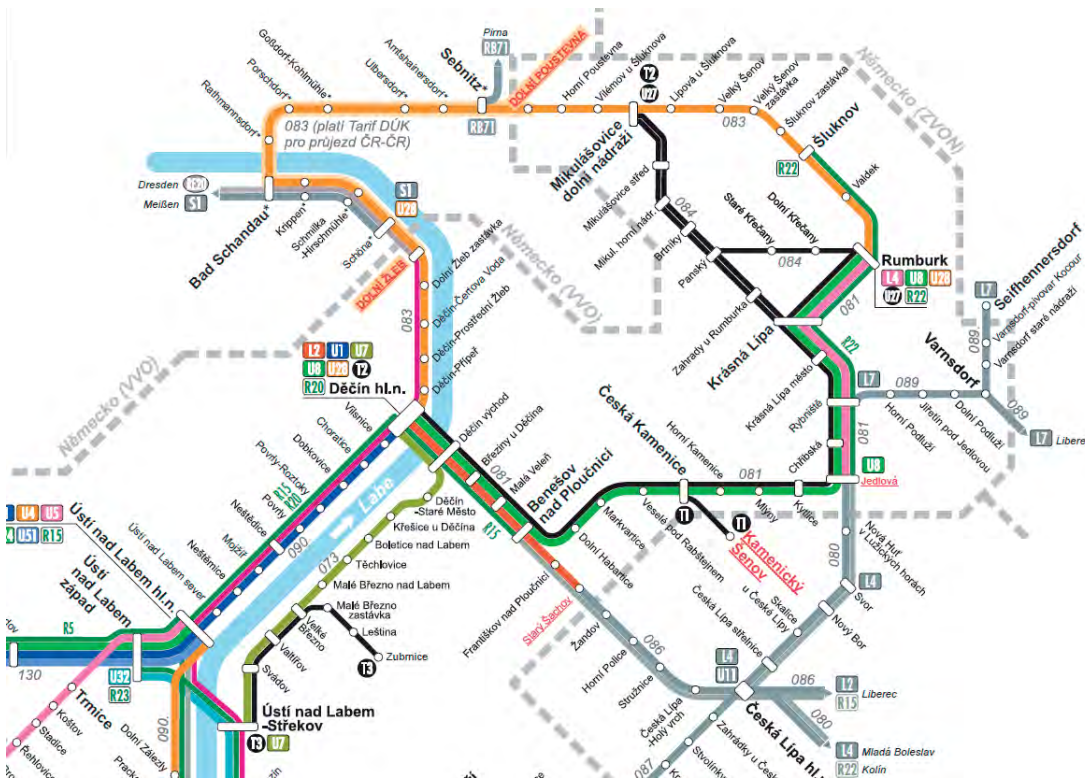 Pirna
RB71
Německo (ZVON)
Goßdorf-Kohlmühle*
Porschdorf*
Rathmannsdorf*
Amtshainersdorf*
Ulbersdorf*
Sebnitz*
RB71
DOLNÍ POUSTEVNA
Horní Poustevna
Vilémov u Šluknova
T2
U27
Lipová u Šluknova
Velký Šenov
Velký Šenov
zastávka
Šluknov zastávka
Šluknov
083
083 (platí Tarif DÚK
pro průjezd ČR-ČR)
Mikulášovice
dolní nádraží
R22
Valdek
Dresden
Meißen
S1
S1
U28
Bad Schandau*
Krippen*
Schmilka
-Hirschmühle*
Schöna*
DOLNÍ ŽLEB
Německo (VVO)
Mikulášovice střed
Mikul. horní nádr.
084
Brtníky
Panský
Staré Křečany
Dolní Křečany
084
Rumburk
L4 U8 U28
U27 R22
081
Zahrady u Rumburka
Krásná Lípa
R22
Krásná Lípa město
L7
Seifhennersdorf
Varnsdorf-pivovar Kocour
Varnsdorf staré nádraží
089
Varnsdorf
L7
089
Rybniště
Horní Podluží
Jiřetín pod Jedlovou
Dolní Podluží
089
L7
Dolní Žleb zastávka
Děčín-Čertova Voda
Děčín-Prostřední Žleb
Děčín-Přípeř
083
L2 U1 U7
U8 U28 T2
R20 Děčín hl.n.
Německo (VVO)
Vilsnice
Choratice
Dobkovice
Povrly-Roztoky
Povrly
Neštědice
Mojžíř
Neštěmice
Ústí nad Labem sever
R15
R20
090
Labe
073
Děčín východ
Březiny u Děčína
081
Malá Veleň
Benešov
nad Ploučnicí
R15
Česká Kamenice
Horní Kamenice
081
Chřibská
081
U8
Jedlová
Děčín
-Staré Město
Křešice u Děčína
Boletice nad Labem
Těchlovice
Malé Březno nad Labem
Markvartice
Dolní Habartice
Veselé pod Rabštejnem
T1
T1
Mlýny
Kytlice
Kamenický
Šenov
Nová Huť
v Lužických horách
080
L4
Svor
Nový Bor
Skalice
u České Lípy
Česká Lípa střelnice
U4 U5
U51 R15
Ústí nad Labem hl.n.
Ústí
nad Labem
západ
R5
130
U32
R23
Malé Březno
zastávka
Leština
Zubrnice
T3
Velké
Březno
Valtířov
Svádov
Františkov nad Ploučnicí
Starý Šachov
Žandov
Horní Police
086
Stružnice
Česká Lípa
-Holý vrch
L4
U11
086
L2
R15
Liberec
080
Česká Lípa hl.
L4
R22
Mladá Boleslav
Kolín
Trmice
Koštov
Stadice
Řehlovice
090
Dolní Zálezly
Ústí nad Labem
-Střekov
T3 U7
087
Zahrádky u České